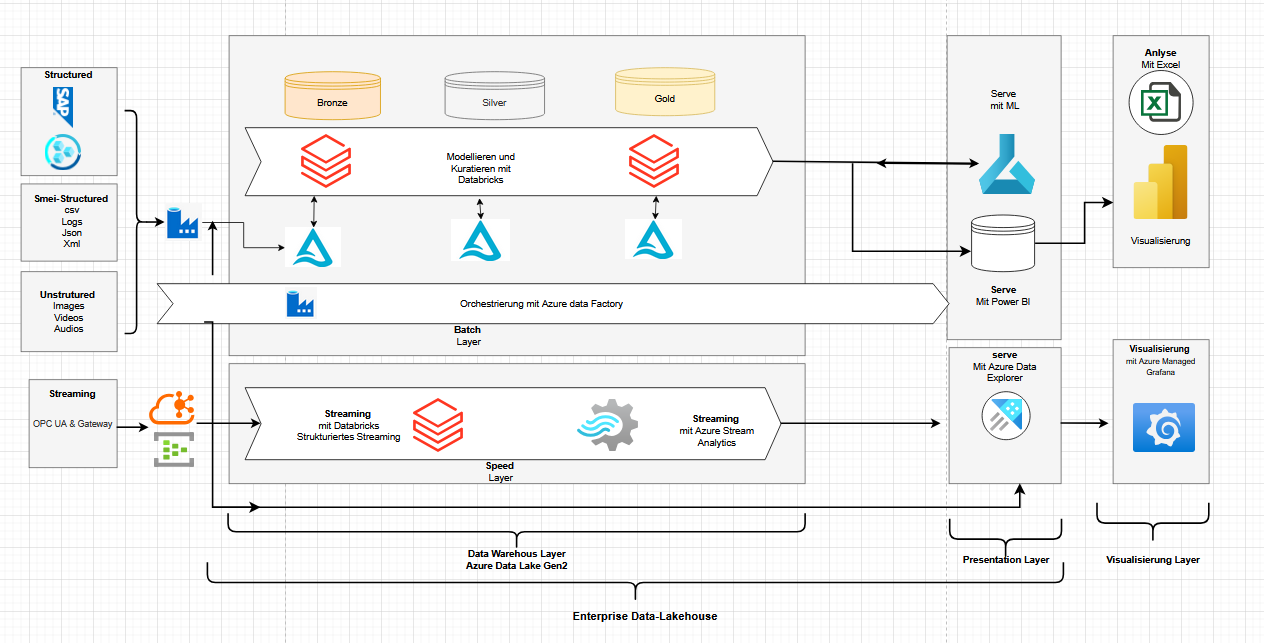 Structured
SAP
Smei-Structured
csv
Logs
Json
Xml
Unstrutured
Images
Videos
Audios
Streaming
OPC UA & Gateway
Bronze
Silver
Gold
Modellieren und
Kuratieren mit
Databricks
Orchestrierung mit Azure data Factory
Batch
Layer
Streaming
mit Databricks
Strukturiertes Streaming
Streaming
mit Azure Stream
Analytics
Speed
Layer
Serve
mit ML
Serve
Mit Power BI
serve
Mit Azure Data
Explorer
Anlyse
Mit Excel
X
Visualisierung
Visualisierung
mit Azure Managed
Grafana
Data Warehous Layer
Azure Data Lake Gen2
Presentation Layer
Visualisierung Layer
Enterprise Data-Lakehouse